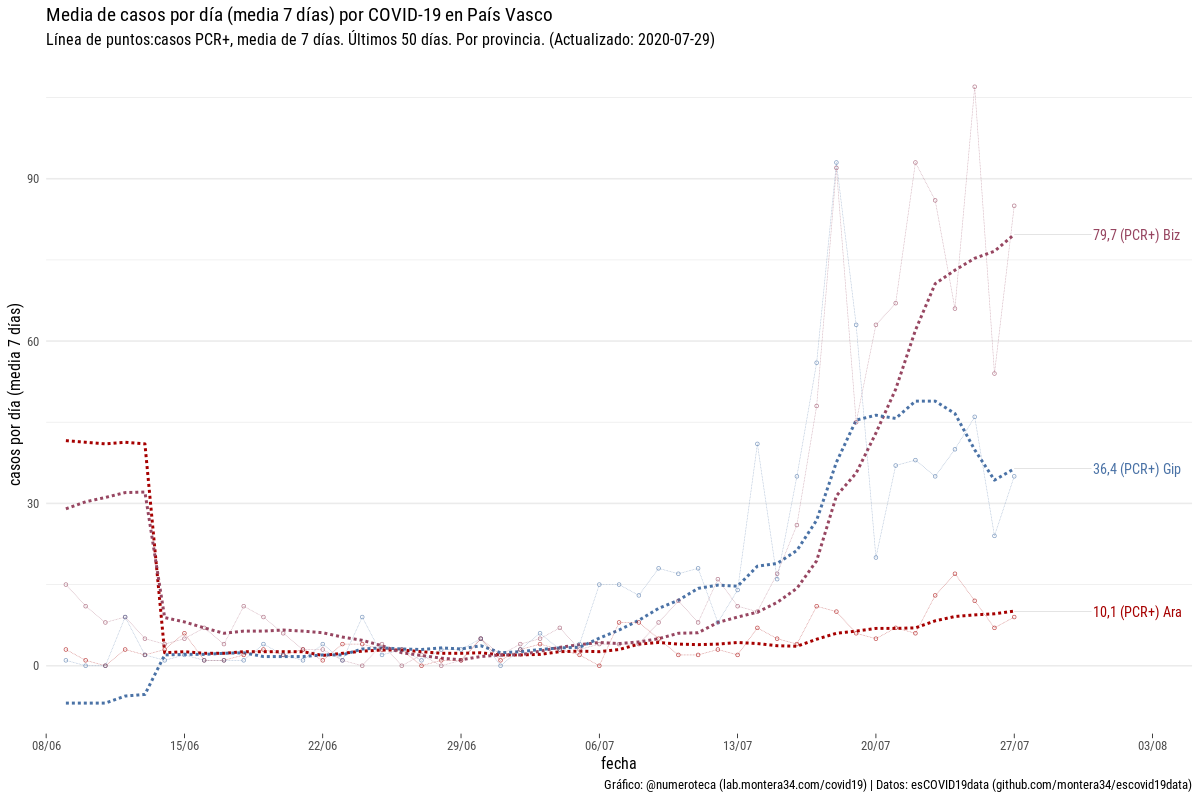 Media de casos por día (media 7 días) por COVID-19 en País Vasco
Línea de puntos:casos PCR+, media de 7 días. Últimos 50 días. Por provincia. (Actualizado: 2020-07-29)
casos por día (media 7 días)
90
60
30
0
79,7 (PCR+) Biz
36,4 (PCR+) Gip
10,1 (PCR+) Ara
08/06
15/06
22/06
29/06
06/07
13/07
20/07
27/07
03/08
fecha
Gráfico: @numeroteca (lab.montera34.com/covid19) | Datos: esCOVID19data (github.com/montera34/escovid19data)